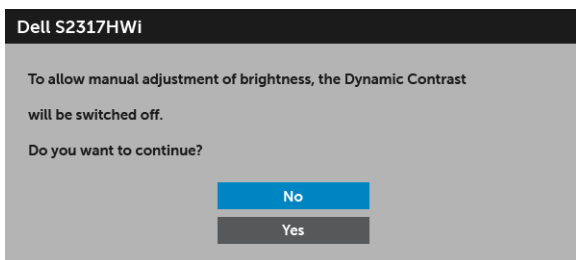 Dell S2317HWi
To allow manual adjustment of brightness, the Dynamic Contrast
will be switched off.
Do you want to continue?
No
Yes